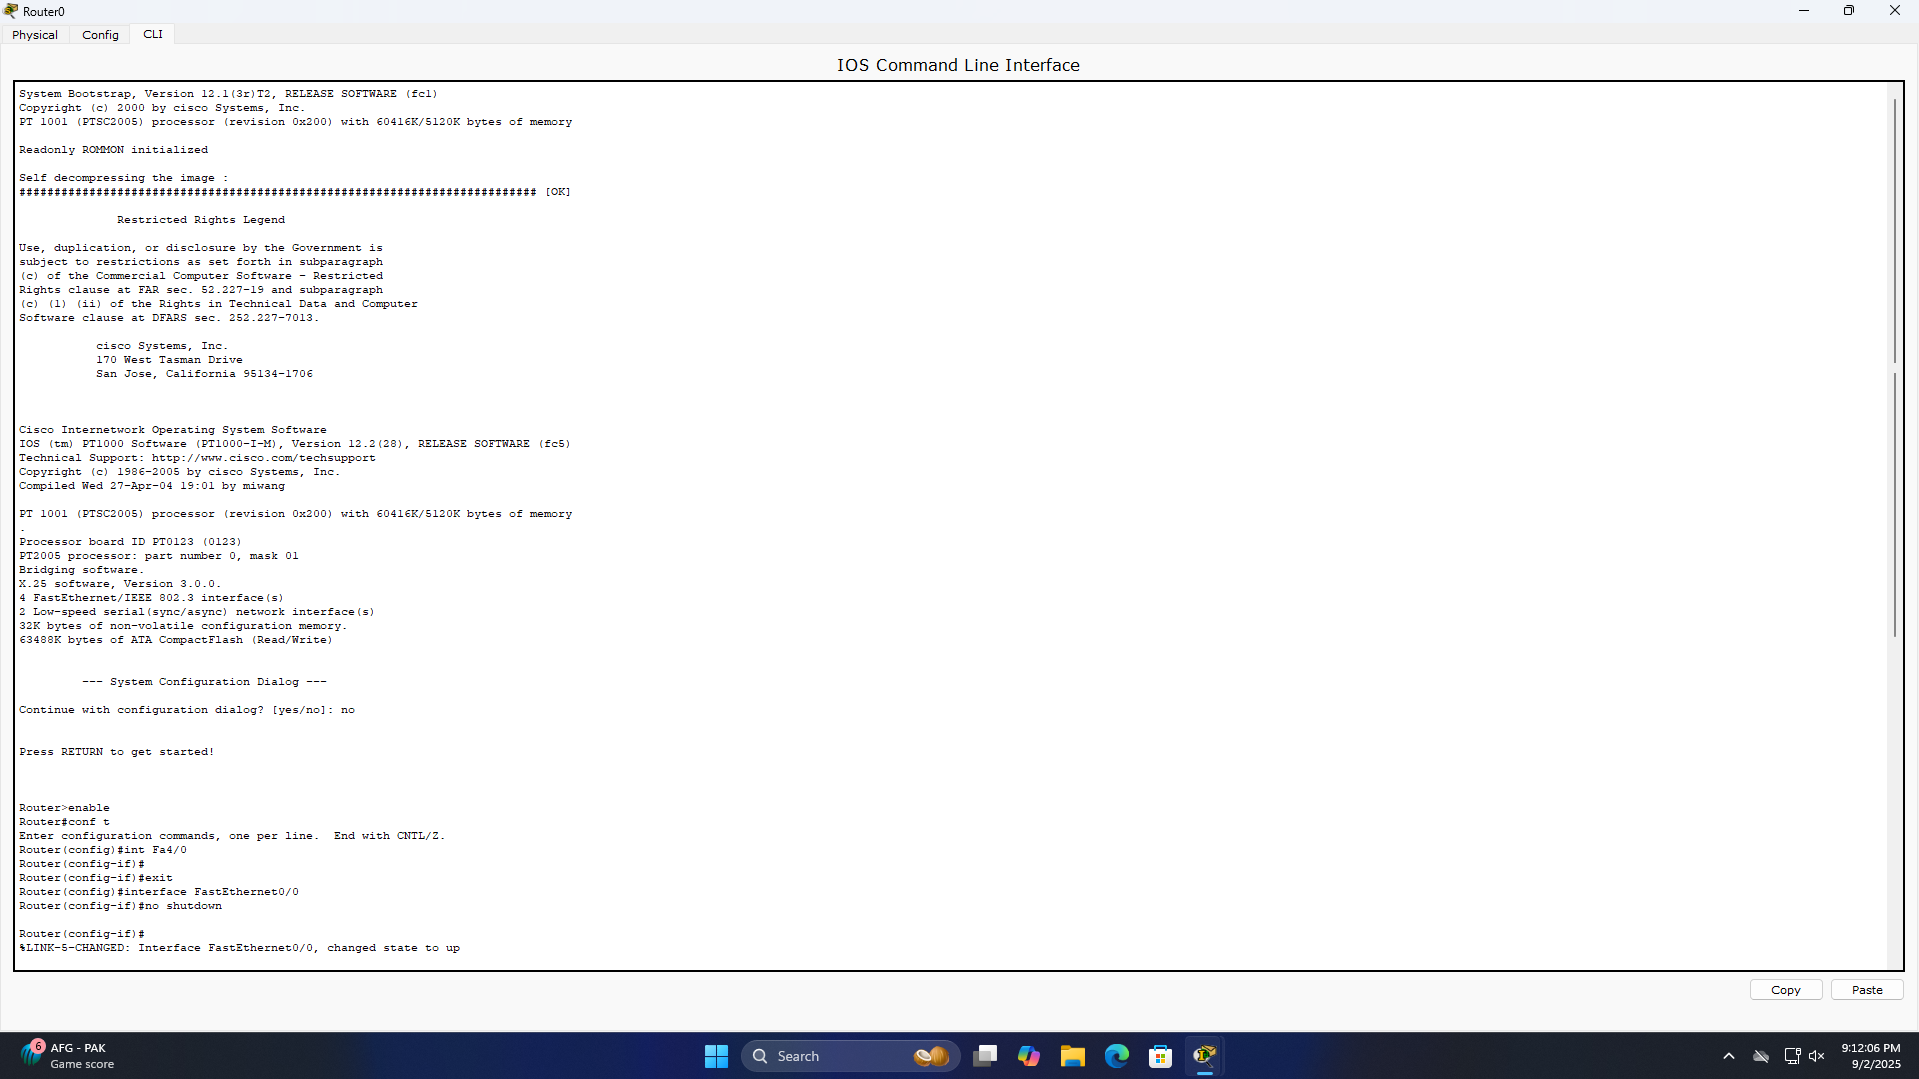 Router0
Physical Config CLI
IOS Command Line Interface
System Bootstrap, Version 12.1(3r)T2, RELEASE SOFTWARE (fc1)
Copyright (c) 2000 by cisco Systems, Inc.
PT 1001 (PTSC2005) processor (revision 0x200) with 60416K/5120K bytes of memory
Readonly ROMMON initialized
Self decompressing the image :
########################################################################## [OK]
Restricted Rights Legend
Use, duplication, or disclosure by the Government is
subject to restrictions as set forth in subparagraph
(c) of the Commercial Computer Software - Restricted
Rights clause at FAR sec. 52.227-19 and subparagraph
(c) (1) (ii) of the Rights in Technical Data and Computer
Software clause at DFARS sec. 252.227-7013.
cisco Systems, Inc.
170 West Tasman Drive
San Jose, California 95134-1706
Cisco Internetwork Operating System Software
IOS (tm) PT1000 Software (PT1000-I-M), Version 12.2(28), RELEASE SOFTWARE (fc5)
Technical Support: http://www.cisco.com/techsupport
Copyright (c) 1986-2005 by cisco Systems, Inc.
Compiled Wed 27-Apr-04 19:01 by miwang
PT 1001 (PTSC2005) processor (revision 0x200) with 60416K/5120K bytes of memory
.
Processor board ID PT0123 (0123)
PT2005 processor: part number 0, mask 01
Bridging software.
X.25 software, Version 3.0.0.
4 FastEthernet/IEEE 802.3 interface(s)
2 Low-speed serial(sync/async) network interface(s)
32K bytes of non-volatile configuration memory.
63488K bytes of ATA CompactFlash (Read/Write)
--- System Configuration Dialog ---
Continue with configuration dialog? [yes/no]: no
Press RETURN to get started!
Router>enable
Router#conf t
Enter configuration commands, one per line.  End with CNTL/Z.
Router(config)#int Fa4/0
Router(config-if)#
Router(config-if)#exit
Router(config)#interface FastEthernet0/0
Router(config-if)#no shutdown
Router(config-if)#
%LINK-5-CHANGED: Interface FastEthernet0/0, changed state to up
Copy Paste
6 AFG - PAK
Game score
Search
9:12:06 PM
9/2/2025